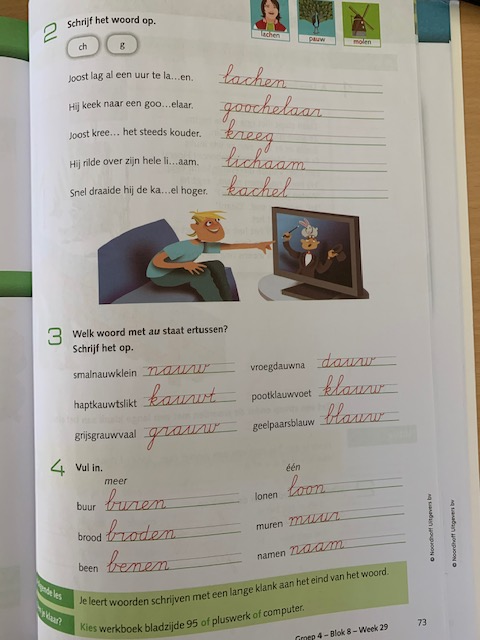 lachen pauw molen
2 Schrijf het woord op.
ch g
Joost lag al een uur te la...en. lachen
Hij keek naar een goo...elaar. goochelaar
Joost kree... het steeds kouder. kreeg
Hij rilde over zijn hele li...aam. lichaam
Snel draaide hij de ka...el hoger. kachel
3 Welk woord met au staat ertussen?
Schrijf het op.
smalnauwklein nauw vroegdauwna dauw
haptkauwtslikt kauwt pootklauwvoet klauw
grijsgrauwvaal grauw geelpaarsblauw blauw
4 Vul in.
meer één
buur buren lonen loon
brood broden muren muur
been benen namen naam
© Noordhoff Uitgevers bv
© Noordhoff Uitgevers bv
gende les Je leert woorden schrijven met een lange klank aan het eind van het woord.
je klaar? Kies werkboek bladzijde 95 of pluswerk of computer.
Groep 4 – Blok 8 – Week 29 73